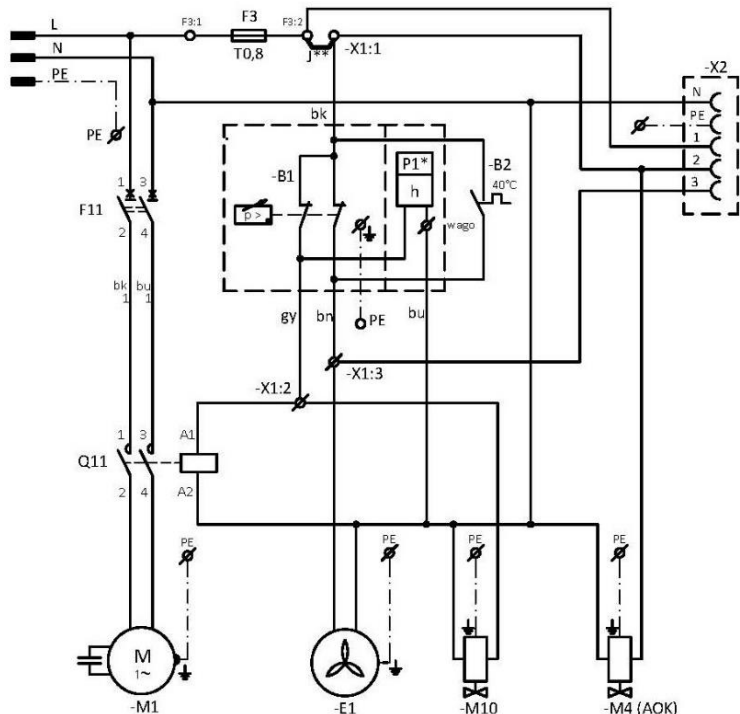 L
F3:1
F3
F3:2
T0,8
J**
-X1:1
N
PE
-X2
N
PE
1
2
3
PE
bk
-B1
P1*
h
-B2
40°C
p >
wago
1
3
F11
2
4
bk
1
bu
1
gy
bn
PE
bu
-X1:2
-X1:3
1
3
A1
Q11
2
4
A2
PE
PE
PE
PE
M
1~
-M1
-E1
-M10
-M4 (AOK)